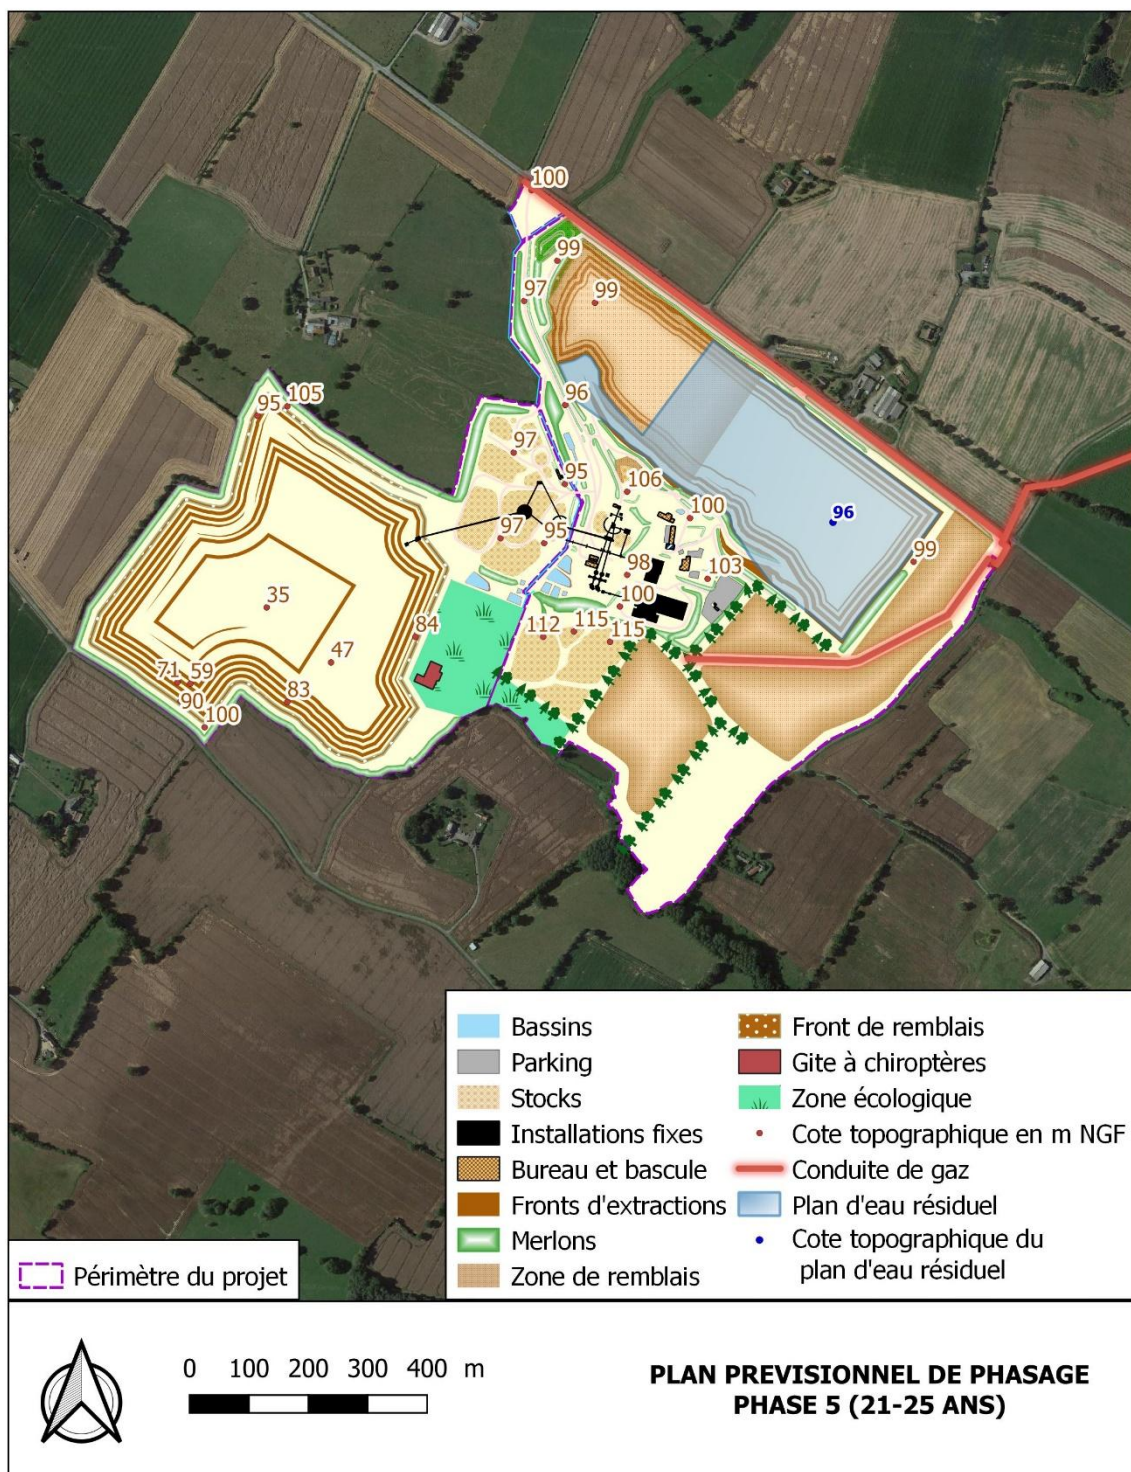 100
99
97
99
96
105
95
97
95
106
100
96
97
95
98
99
103
100
35
84
112
115
115
47
71
59
83
90
100
Bassins
Parking
Stocks
Installations fixes
Bureau et bascule
Fronts d'extractions
Merlons
Zone de remblais
Front de remblais
Gite à chiroptères
Zone écologique
Cote topographique en m NGF
Conduite de gaz
Plan d'eau résiduel
Cote topographique du
plan d'eau résiduel
Périmètre du projet
0 100 200 300 400 m
PLAN PREVISIONNEL DE PHASAGE
PHASE 5 (21-25 ANS)